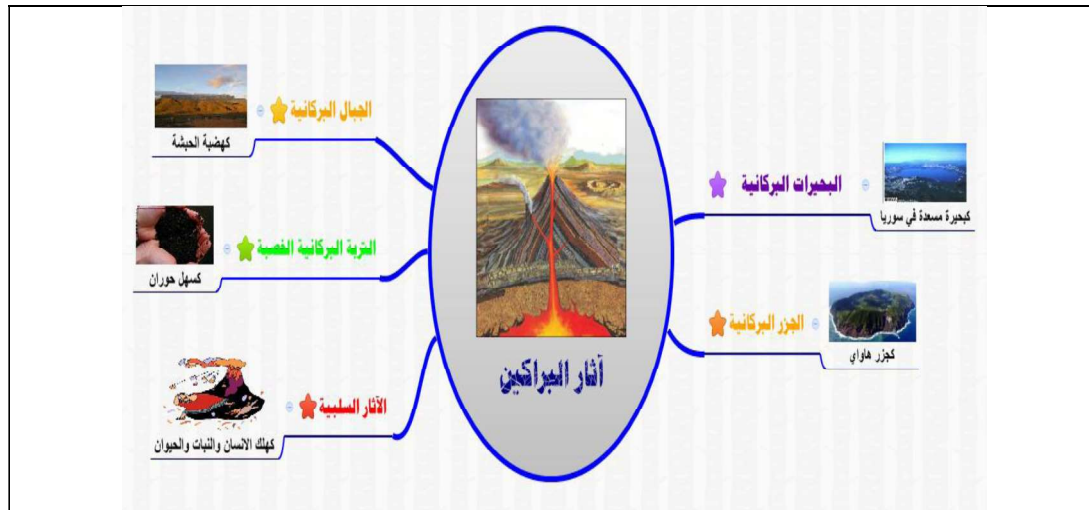 آثار البراكين
البحيرات البركانية
كبحيرة مسعدة في سوريا
الجزر البركانية
كجزر هاواي
الجبال البركانية
كهضبة الحبشة
التربة البركانية الخصبة
كسهل حوران
الآثار السلبية
كهلك الانسان والنبات والحيوان